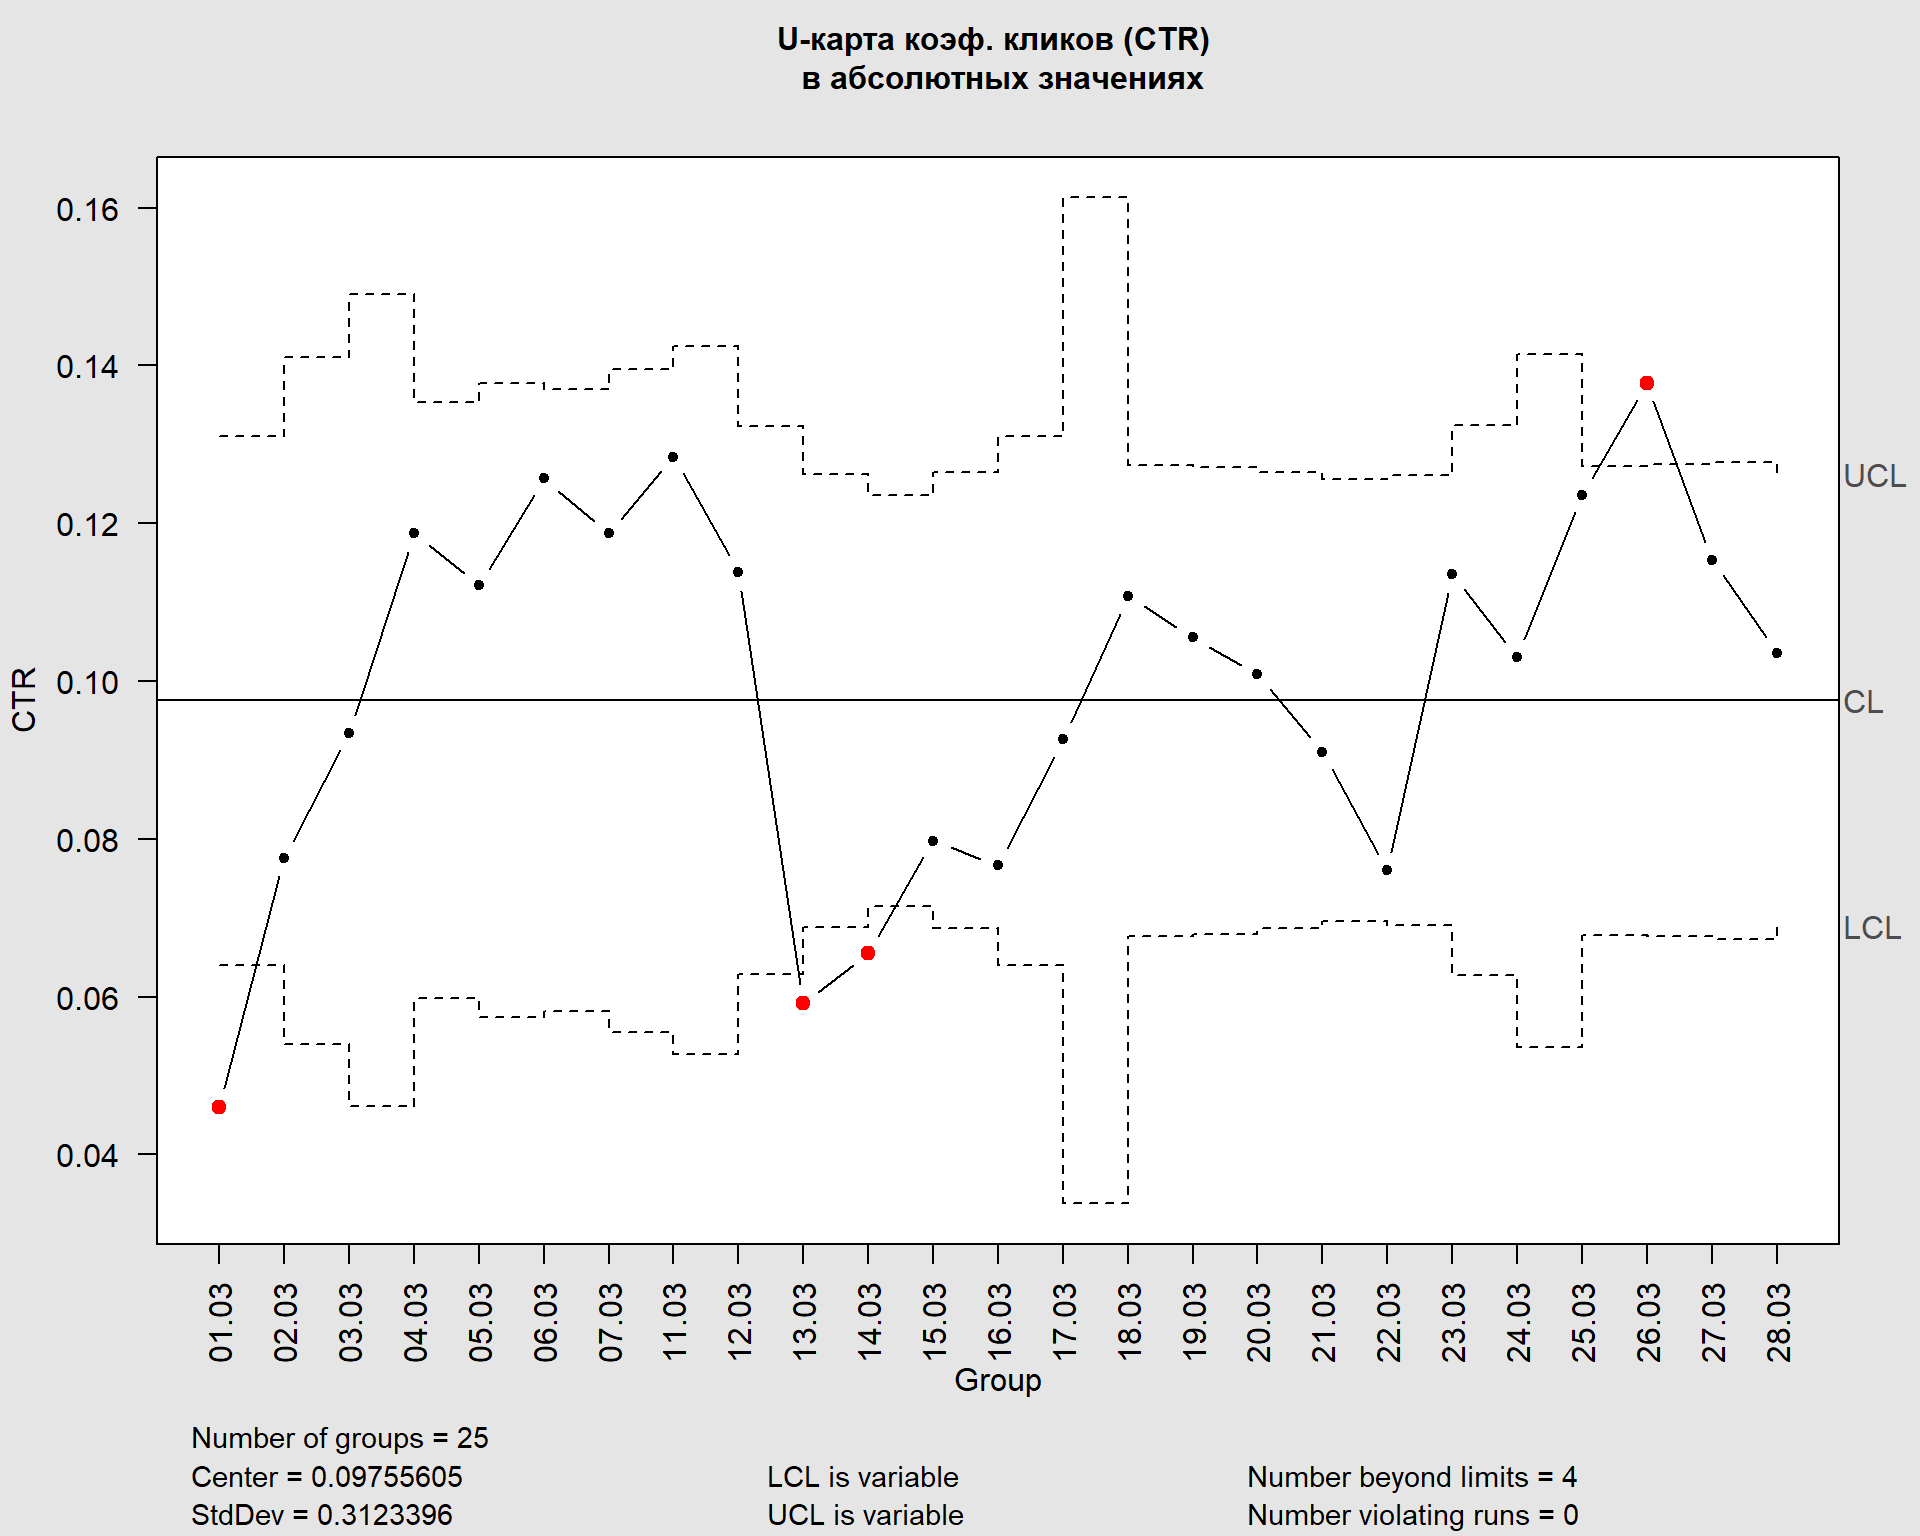 U-карта коэф. кликов (CTR)
в абсолютных значениях
0.16
0.14
0.12
0.10
0.08
0.06
0.04
CTR
UCL
CL
LCL
01.03 02.03 03.03 04.03 05.03 06.03 07.03 11.03 12.03 13.03 14.03 15.03 16.03 17.03 18.03 19.03 20.03 21.03 22.03 23.03 24.03 25.03 26.03 27.03 28.03
Group
Number of groups = 25
Center = 0.09755605 LCL is variable Number beyond limits = 4
StdDev = 0.3123396 UCL is variable Number violating runs = 0